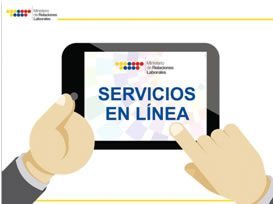 Ministerio
de Relaciones
Laborales
Ministerio
de Relaciones
Laborales
SERVICIOS
EN LÍNEA